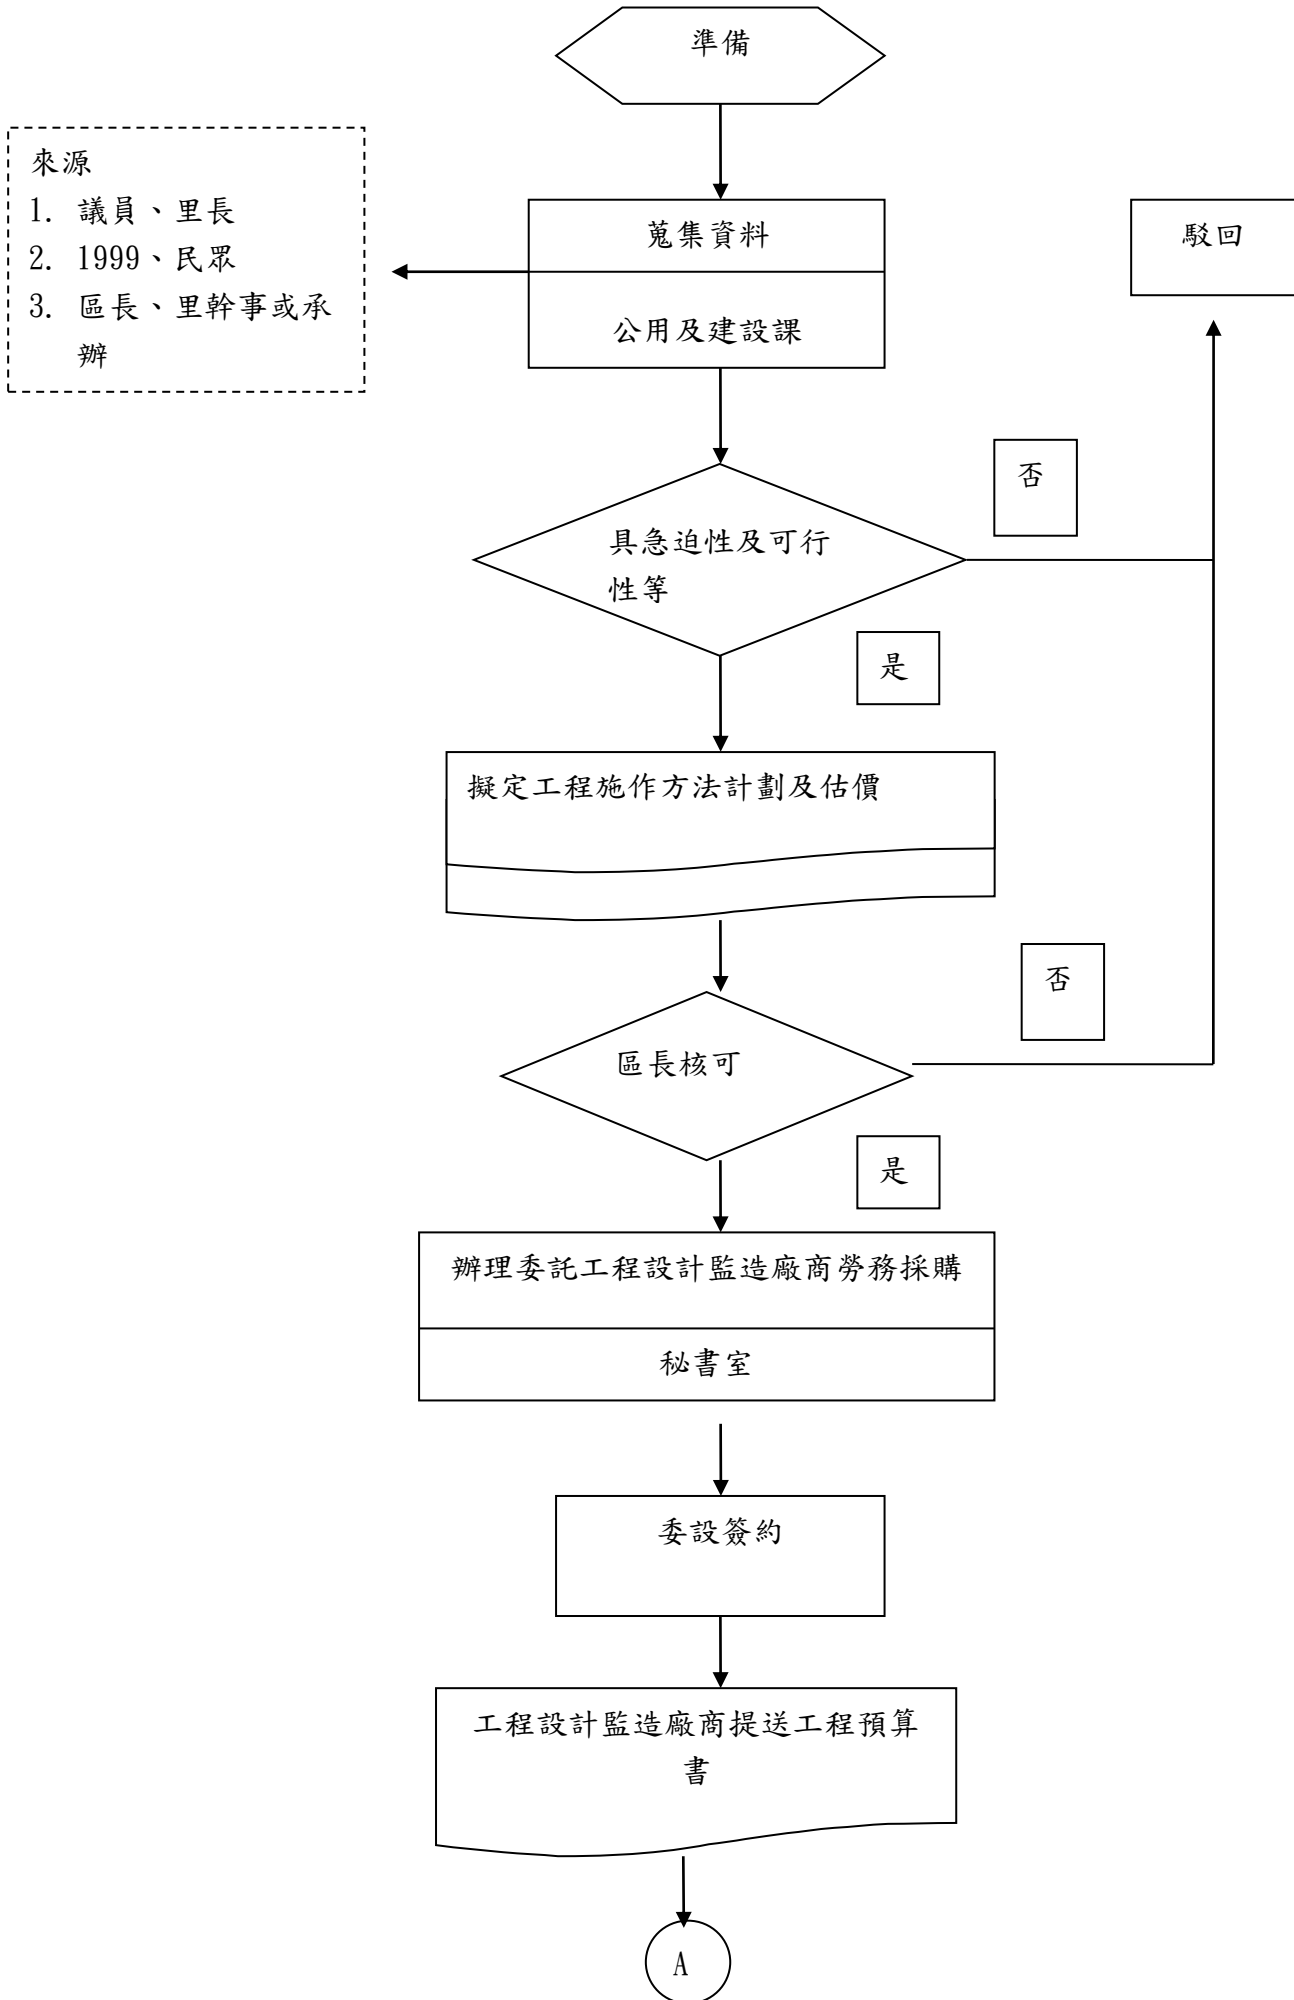 準備
來源
1. 議員、里長
2. 1999、民眾
3. 區長、里幹事或承
辦
蒐集資料
公用及建設課
駁回
否
具急迫性及可行
性等
是
擬定工程施作方法計劃及估價
否
區長核可
是
辦理委託工程設計監造廠商勞務採購
秘書室
委設簽約
工程設計監造廠商提送工程預算
書
A